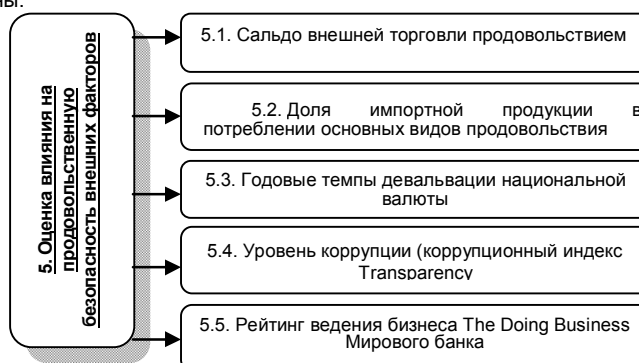 5. Оценка влияния на
продовольственную
безопасность внешних факторов
5.1. Сальдо внешней торговли продовольствием
5.2. Доля импортной продукции в
потреблении основных видов продовольствия
5.3. Годовые темпы девальвации национальной
валюты
5.4. Уровень коррупции (коррупционный индекс
Transparency
5.5. Рейтинг ведения бизнеса The Doing Business
Мирового банка